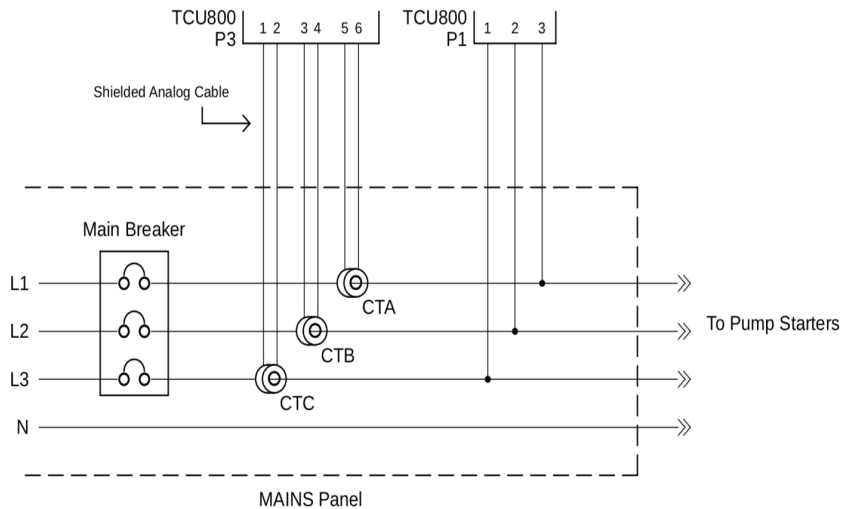 TCU800
P3
1 2 3 4 5 6
TCU800
P1
1 2 3
Shielded Analog Cable
Main Breaker
L1
CTA
L2
CTB
To Pump Starters
L3
CTC
N
MAINS Panel